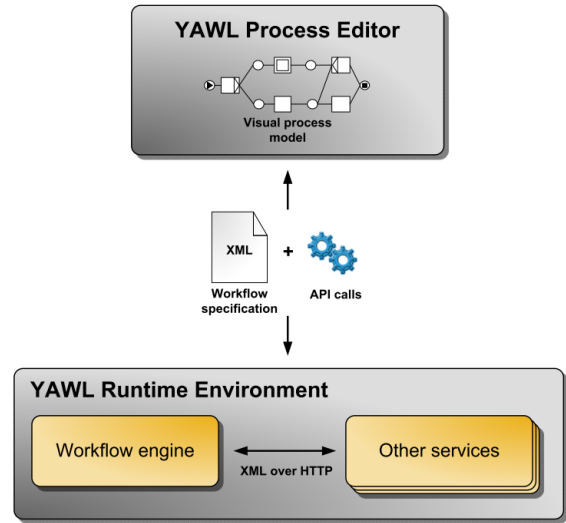 YAWL Process Editor
Visual process
model
XML
+
Workflow
specification
API calls
YAWL Runtime Environment
Workflow engine
XML over HTTP
Other services